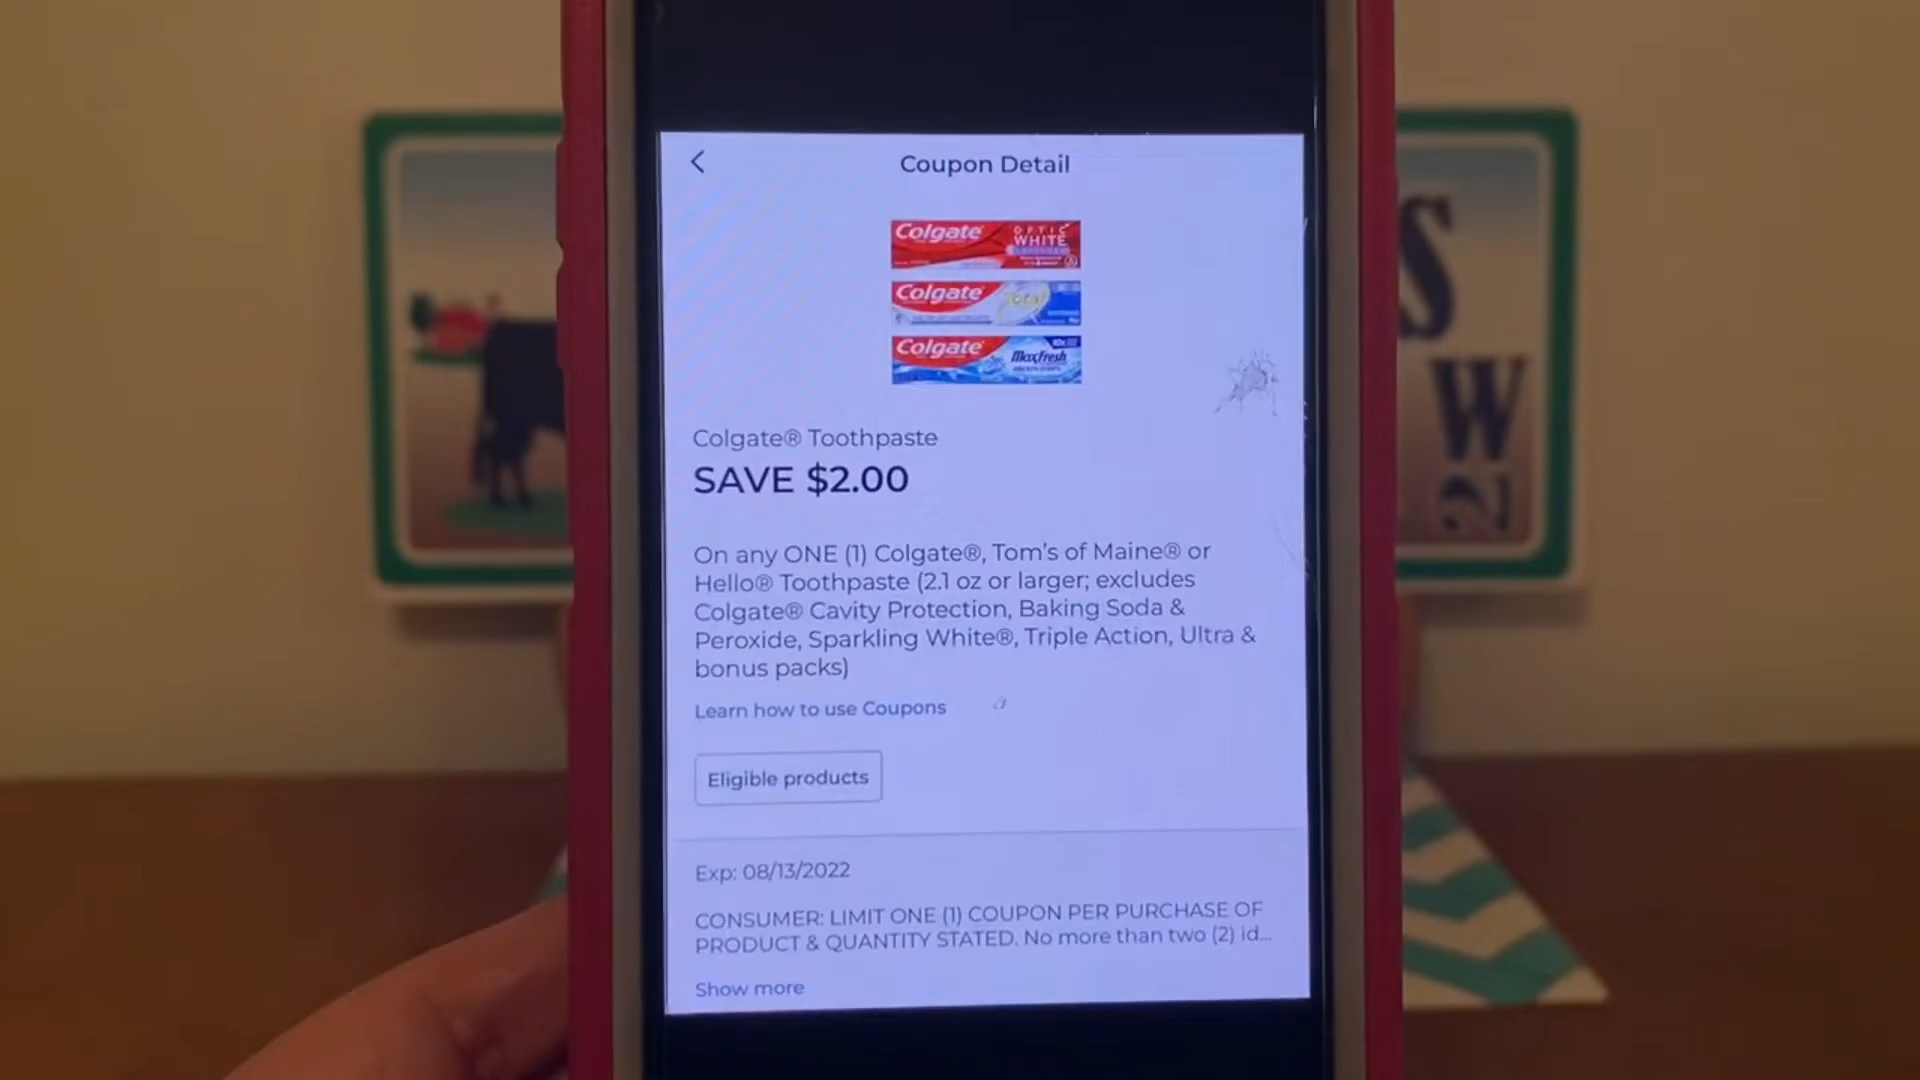 Coupon Detail
Colgate
OPTIC
WHITE
Colgate
Total
Colgate
MaxFresh
Colgate® Toothpaste
SAVE $2.00
On any ONE (1) Colgate®, Tom's of Maine® or
Hello® Toothpaste (2.1 oz or larger; excludes
Colgate® Cavity Protection, Baking Soda &
Peroxide, Sparkling White®, Triple Action, Ultra &
bonus packs)
Learn how to use Coupons
Eligible products
Exp: 08/13/2022
CONSUMER: LIMIT ONE (1) COUPON PER PURCHASE OF
PRODUCT & QUANTITY STATED. No more than two (2) id...
Show more
S
W